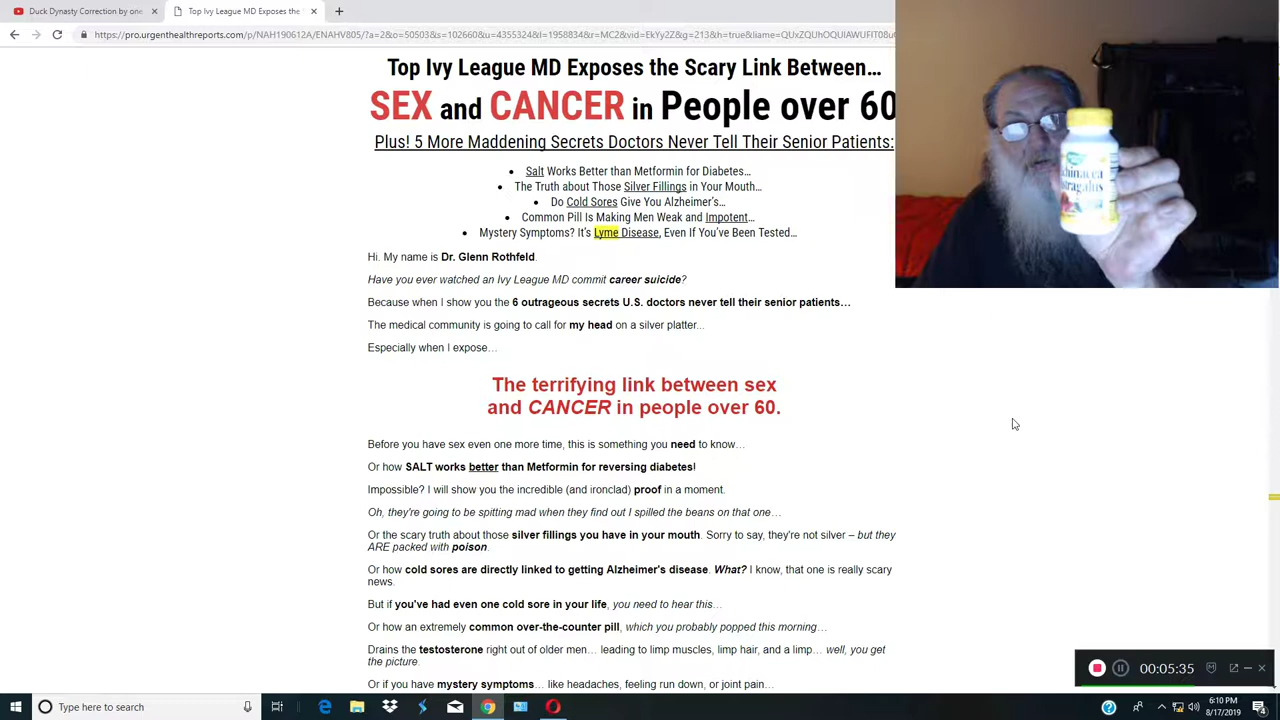 Duck Dynasty Correction by one
Top Ivy League MD Exposes the S
https://pro.urgenthealthreports.com/p/NAH190612A/ENAHV805/?a=2&o=50503&s=102660&u=4355324&l=1958834&r=MC2&vid=EkyY2Z&g=213&h=true&
Top Ivy League MD Exposes the Scary Link Between…
SEX and CANCER in People over 60
Plus! 5 More Maddening Secrets Doctors Never Tell Their Senior Patients:
• Salt Works Better than Metformin for Diabetes…
• The Truth about Those Silver Fillings in Your Mouth…
• Do Cold Sores Give You Alzheimer's…
• Common Pill Is Making Men Weak and Impotent…
• Mystery Symptoms? It's Lyme Disease, Even If You've Been Tested…
Hi. My name is Dr. Glenn Rothfeld.
Have you ever watched an Ivy League MD commit career suicide?
Because when I show you the 6 outrageous secrets U.S. doctors never tell their senior patients…
The medical community is going to call for my head on a silver platter...
Especially when I expose…
The terrifying link between sex
and CANCER in people over 60.
Before you have sex even one more time, this is something you need to know…
Or how SALT works better than Metformin for reversing diabetes!
Impossible? I will show you the incredible (and ironclad) proof in a moment.
Oh, they're going to be spitting mad when they find out I spilled the beans on that one…
Or the scary truth about those silver fillings you have in your mouth. Sorry to say, they're not silver – but they
ARE packed with poison.
Or how cold sores are directly linked to getting Alzheimer's disease. What? I know, that one is really scary
news.
But if you've had even one cold sore in your life, you need to hear this…
Or how an extremely common over-the-counter pill, which you probably popped this morning…
Drains the testosterone right out of older men… leading to limp muscles, limp hair, and a limp… well, you get
the picture.
Or if you have mystery symptoms… like headaches, feeling run down, or joint pain…
chinacea
stragalus
00:05:35
Type here to search
6:10 PM
8/17/2019
4